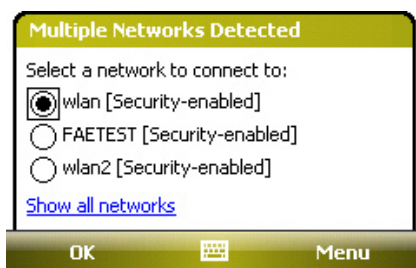 Multiple Networks Detected
Select a network to connect to:
wlan [Security-enabled]
FAETEST [Security-enabled]
wlan2 [Security-enabled]
Show all networks
OK Menu